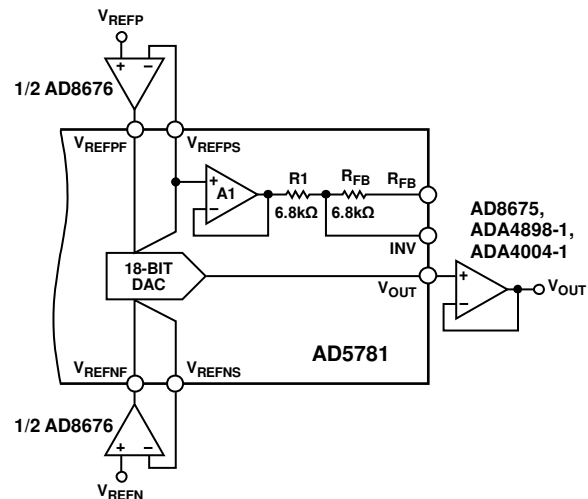 VREFP
+ −
1/2 AD8676
VREFPF
VREFPS
+
A1
−
R1
6.8kΩ
RFB
6.8kΩ
RFB
INV
AD8675,
ADA4898-1,
ADA4004-1
18-BIT
DAC
VOUT
+
−
VOUT
AD5781
VREFNF
VREFNS
1/2 AD8676
+ −
VREFN